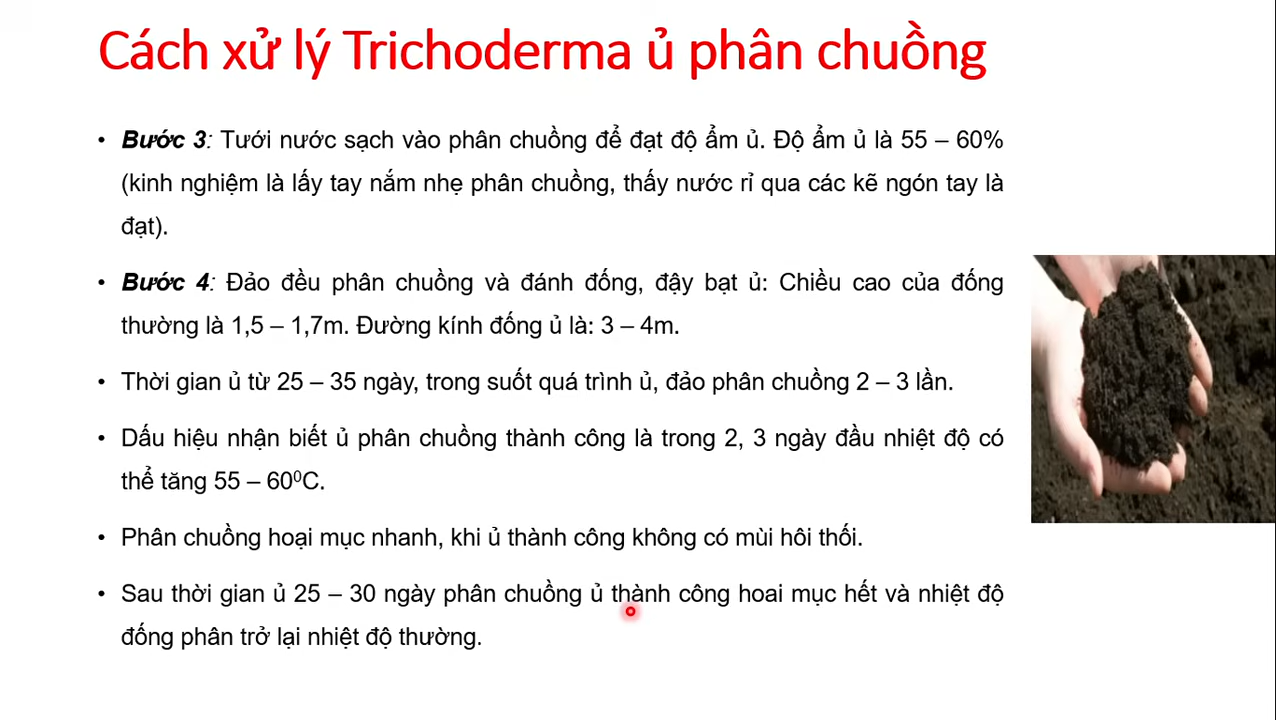 Cách xử lý Trichoderma ủ phân chuồng
• Bước 3: Tưới nước sạch vào phân chuồng để đạt độ ẩm ủ. Độ ẩm ủ là 55 – 60%
(kinh nghiệm là lấy tay nắm nhẹ phân chuồng, thấy nước rỉ qua các kẽ ngón tay là
đạt).
• Bước 4: Đảo đều phân chuồng và đánh đống, đậy bạt ủ: Chiều cao của đống
thường là 1,5 – 1,7m. Đường kính đống ủ là: 3 – 4m.
• Thời gian ủ từ 25 – 35 ngày, trong suốt quá trình ủ, đảo phân chuồng 2 – 3 lần.
• Dấu hiệu nhận biết ủ phân chuồng thành công là trong 2, 3 ngày đầu nhiệt độ có
thể tăng 55 – 60⁰C.
• Phân chuồng hoại mục nhanh, khi ủ thành công không có mùi hôi thối.
• Sau thời gian ủ 25 – 30 ngày phân chuồng ủ thành công hoai mục hết và nhiệt độ
đống phân trở lại nhiệt độ thường.